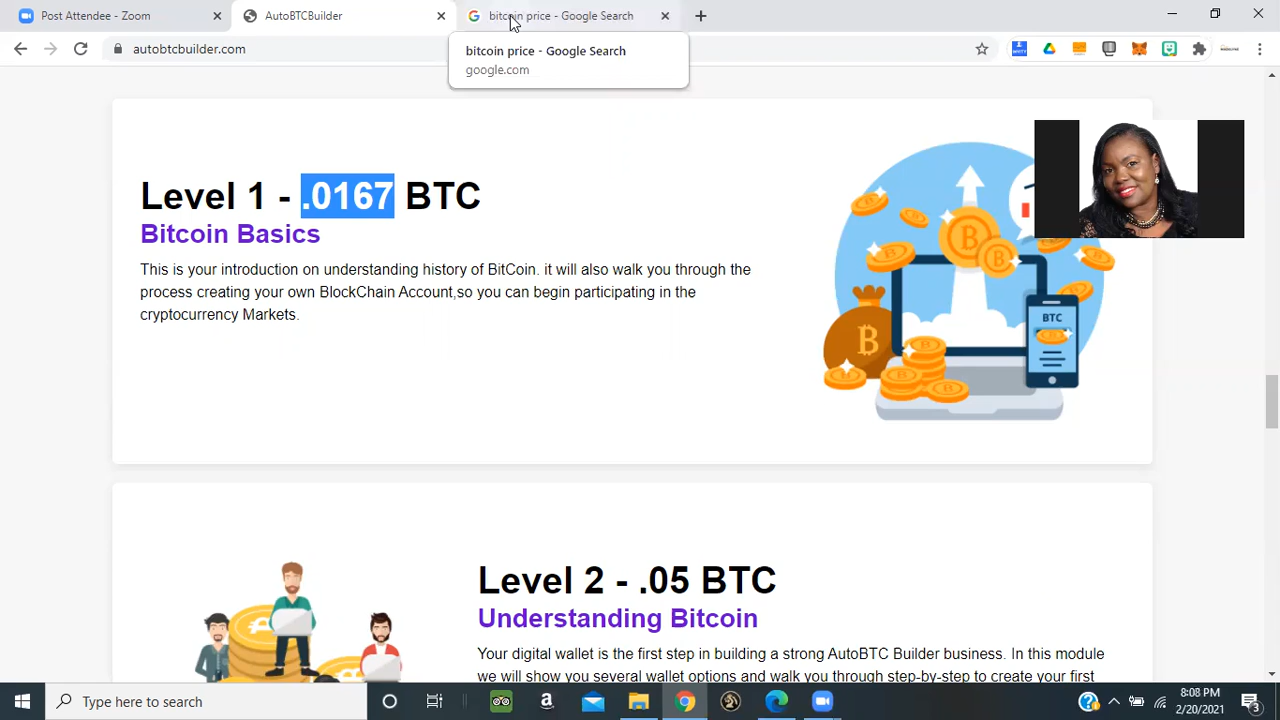 Post Attendee - Zoom
AutoBTCBuilder
bitcoin price - Google Search
autobtcbuilder.com
bitcoin price - Google Search
google.com
Level 1 - .0167 BTC
Bitcoin Basics
This is your introduction on understanding history of BitCoin. it will also walk you through the
process creating your own BlockChain Account,so you can begin participating in the
cryptocurrency Markets.
BTC
Level 2 - .05 BTC
Understanding Bitcoin
Your digital wallet is the first step in building a strong AutoBTC Builder business. In this module
we will show you several wallet options and walk you through step-by-step to create your first
Type here to search
8:08 PM
2/20/2021
3